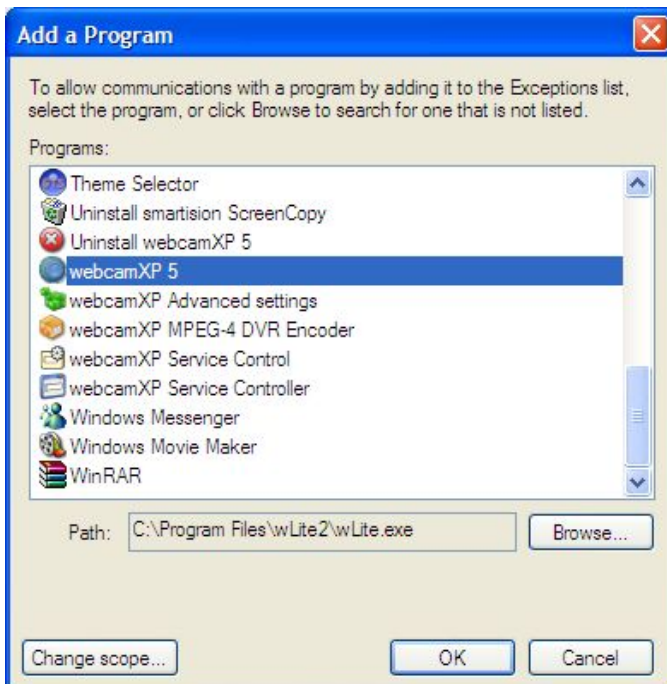 Add a Program
To allow communications with a program by adding it to the Exceptions list,
select the program, or click Browse to search for one that is not listed.
Programs:
Theme Selector
Uninstall smartision ScreenCopy
Uninstall webcamXP 5
webcamXP 5
webcamXP Advanced settings
webcamXP MPEG-4 DVR Encoder
webcamXP Service Control
webcamXP Service Controller
Windows Messenger
Windows Movie Maker
WinRAR
Path: C:\Program Files\wLite2\wLite.exe Browse...
Change scope... OK Cancel